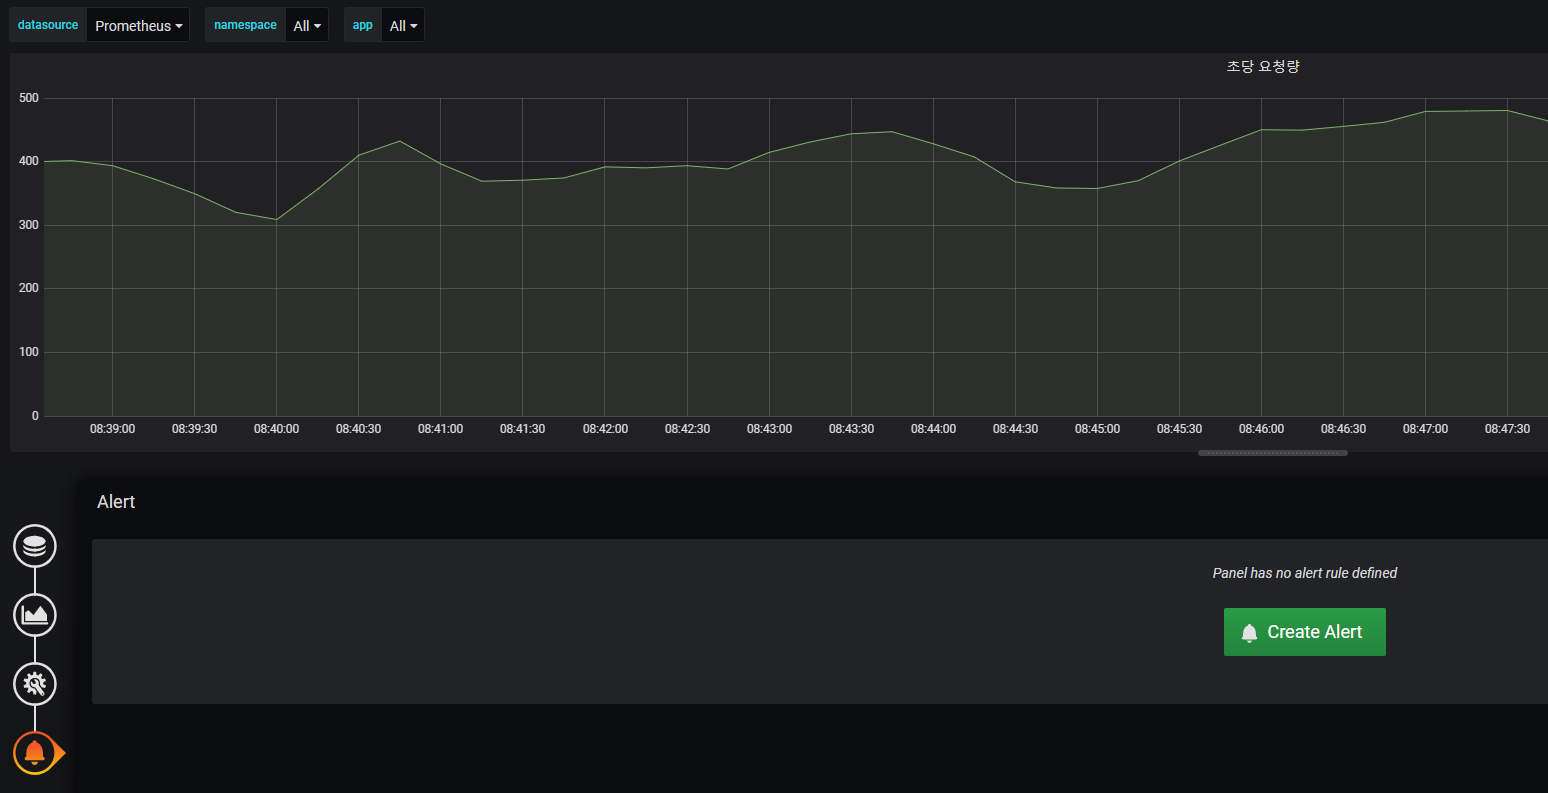 datasource Prometheus namespace All app All
초당 요청량
500
400
300
200
100
0
08:39:00 08:39:30 08:40:00 08:40:30 08:41:00 08:41:30 08:42:00 08:42:30 08:43:00 08:43:30 08:44:00 08:44:30 08:45:00 08:45:30 08:46:00 08:46:30 08:47:00 08:47:30
Alert
Panel has no alert rule defined
Create Alert